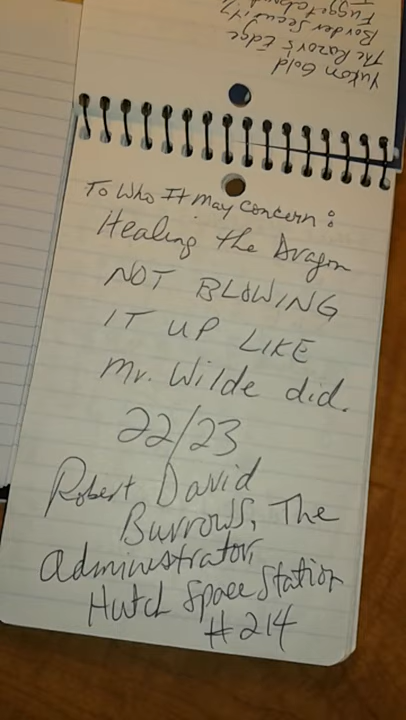 Yukon Gold
The Razor's Edge
Border Security
To Who It May Concern:
Healing the Dragon
NOT BLOWING
IT UP LIKE
Mr. Wilde did.
22/23
Robert David
Burrows, The
Administrator,
Hutch Space Station
#214